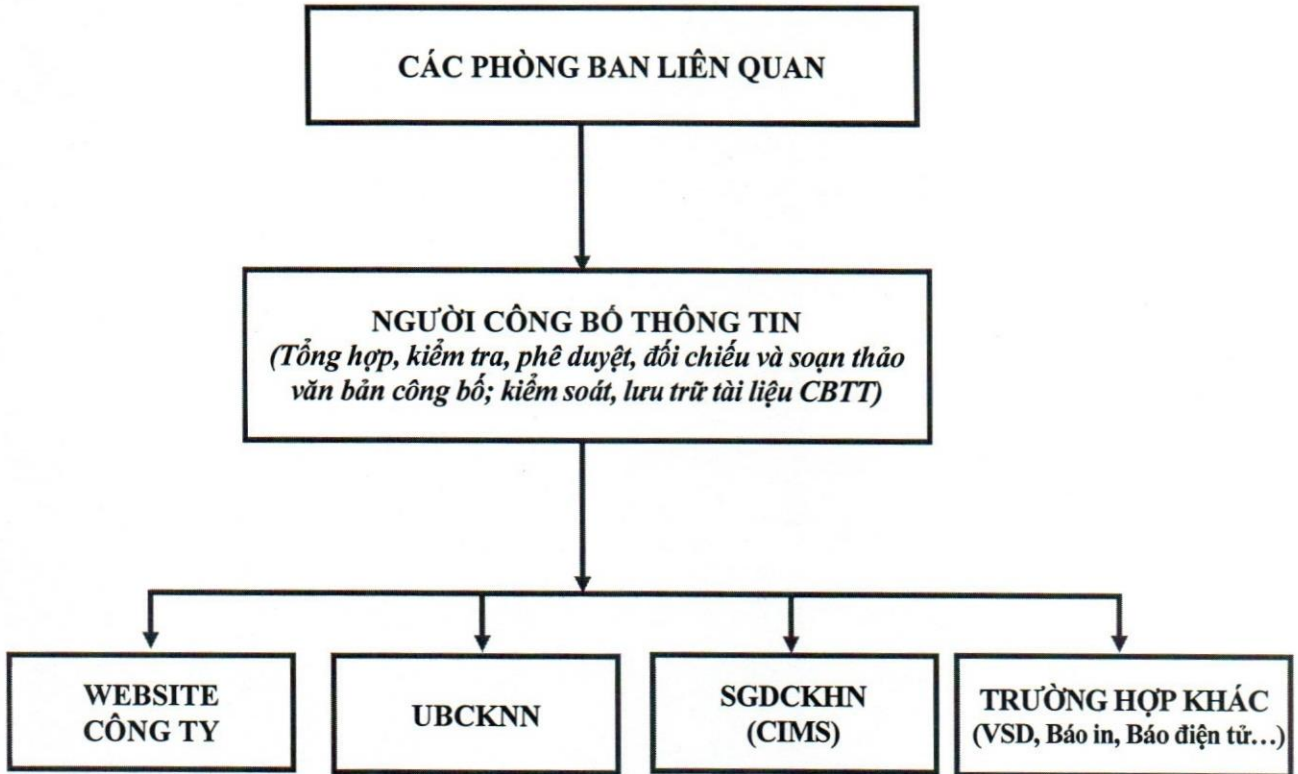 CÁC PHÒNG BAN LIÊN QUAN
NGƯỜI CÔNG BỐ THÔNG TIN
(Tổng hợp, kiểm tra, phê duyệt, đối chiếu và soạn thảo
văn bản công bố; kiểm soát, lưu trữ tài liệu CBTT)
WEBSITE
CÔNG TY
UBCKNN
SGDCKHN
(CIMS)
TRƯỜNG HỢP KHÁC
(VSD, Báo in, Báo điện tử...)